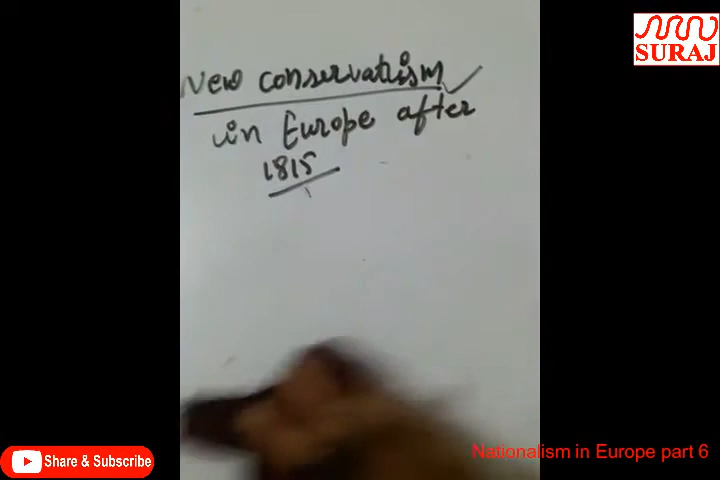 New conservatism
in Europe after
1815
SURAJ
Share & Subscribe
Nationalism in Europe part 6